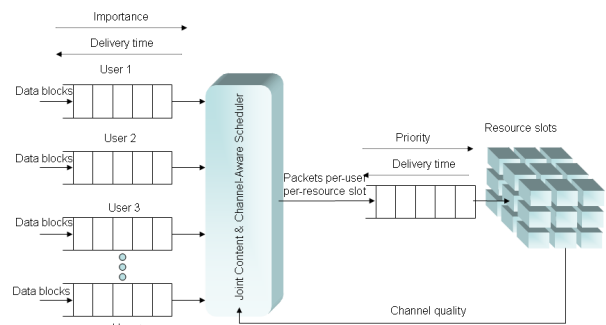 Importance
Delivery time
User 1
Data blocks
User 2
Data blocks
User 3
Data blocks
Data blocks
Joint Content & Channel-Aware Scheduler
Packets per-user
per-resource slot
Priority
Delivery time
Resource slots
Channel quality